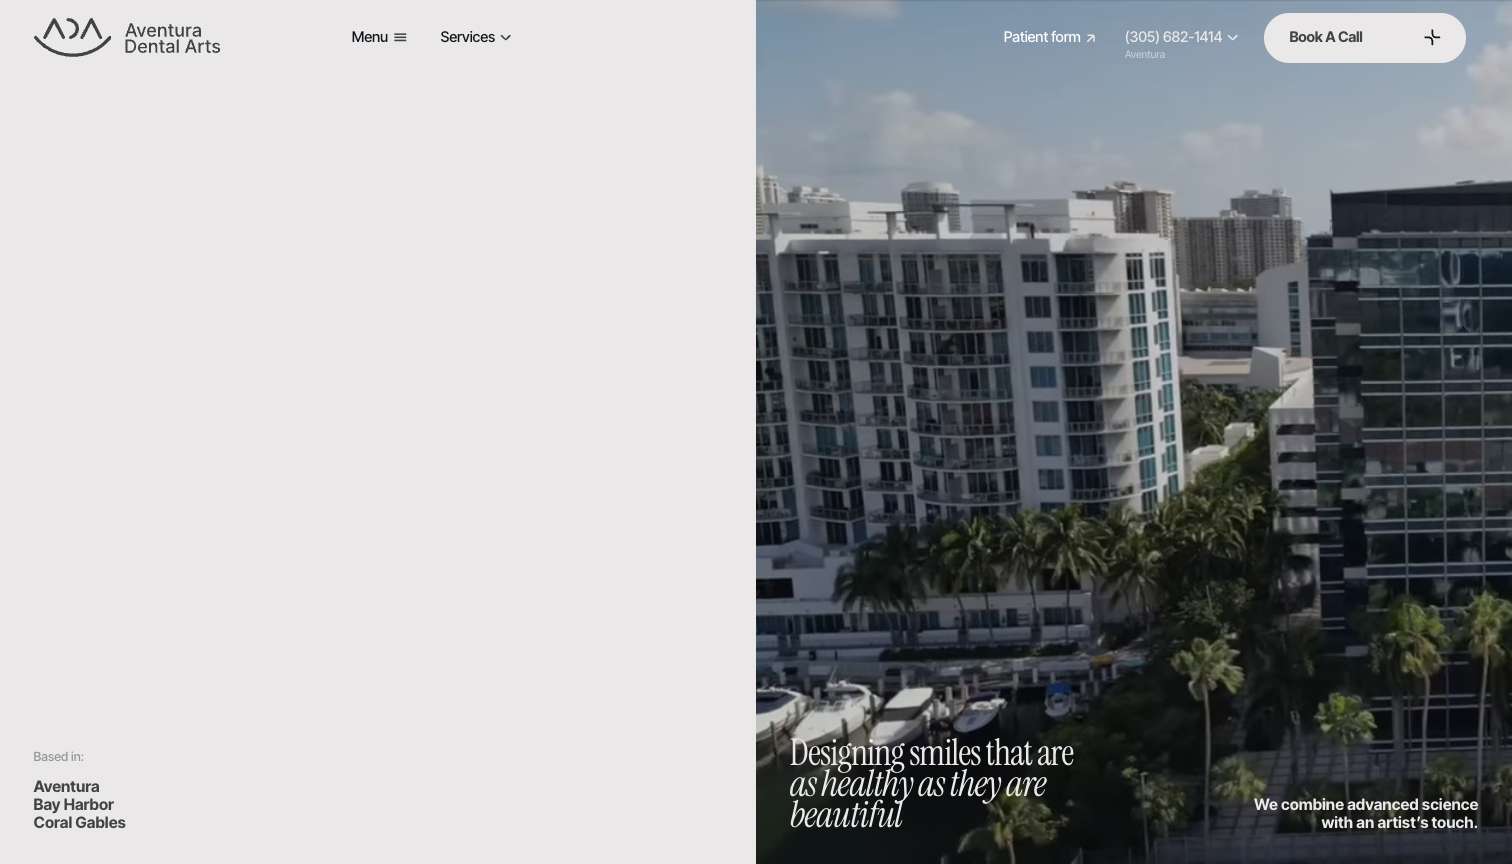 Aventura
Dental Arts
Menu
Services
Patient form
(305) 682-1414
Aventura
Book A Call
Based in:
Aventura
Bay Harbor
Coral Gables
Designing smiles that are
as healthy as they are
beautiful
We combine advanced science
with an artist’s touch.